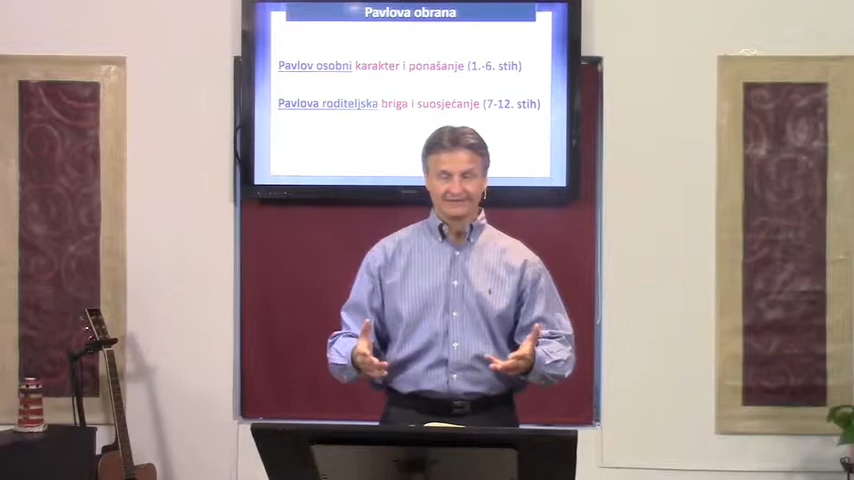 Pavlova obrana
Pavlov osobni karakter i ponašanje (1.-6. stih)
Pavlova roditeljska briga i suosjećanje (7-12. stih)